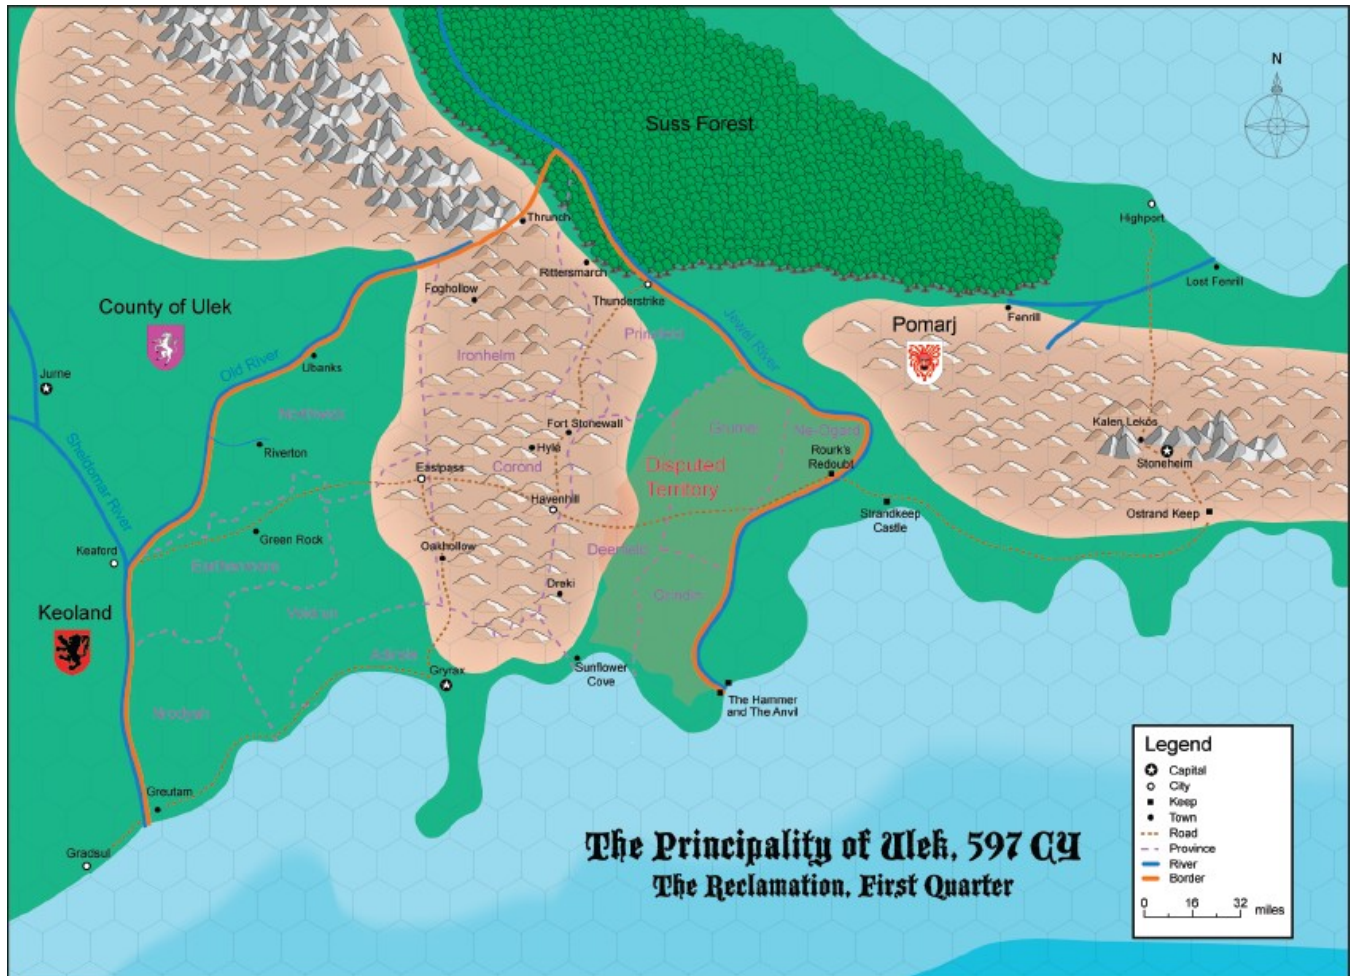 Suss Forest
N
Highport
Thrunch
Rittersmarch
Lost Fenrill
Foghollow
Thunderstrike
County of Ulek
Fenrill
Pomarj
Jewel River
Prinzfeld
Ironheim
Old River
Ubanks
Jurne
Kalen Lekos
Fort Stonewall
Riverton
Hyle
Sheldomar River
Rourk's
Redoubt
Eastpass
Corond
Disputed
Territory
Stoneheim
Havenhill
Strandkeep
Castle
Ostrand Keep
Green Rock
Oakhollow
Keaford
Dreki
Keoland
Gryrax
Sunflower
Cove
The Hammer
and The Anvil
Greutam
Gradsul
The Principality of Ulek, 597 CY
The Reclamation, First Quarter
Legend
Capital
City
Keep
Town
Road
Province
River
Border
0 16 32 miles